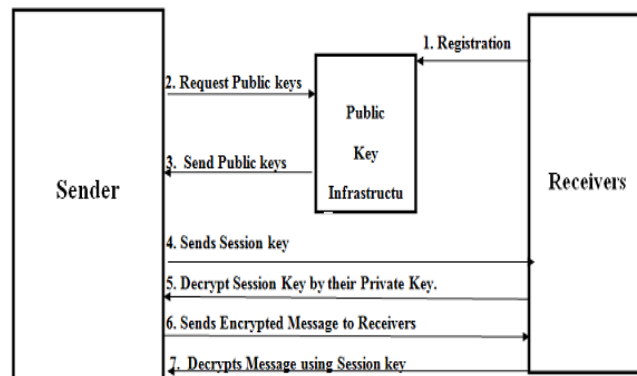 1. Registration
2. Request Public keys
Public
Key
Infrastructu
3. Send Public keys
Sender
Receivers
4. Sends Session key
5. Decrypt Session Key by their Private Key.
6. Sends Encrypted Message to Receivers
7. Decrypts Message using Session key